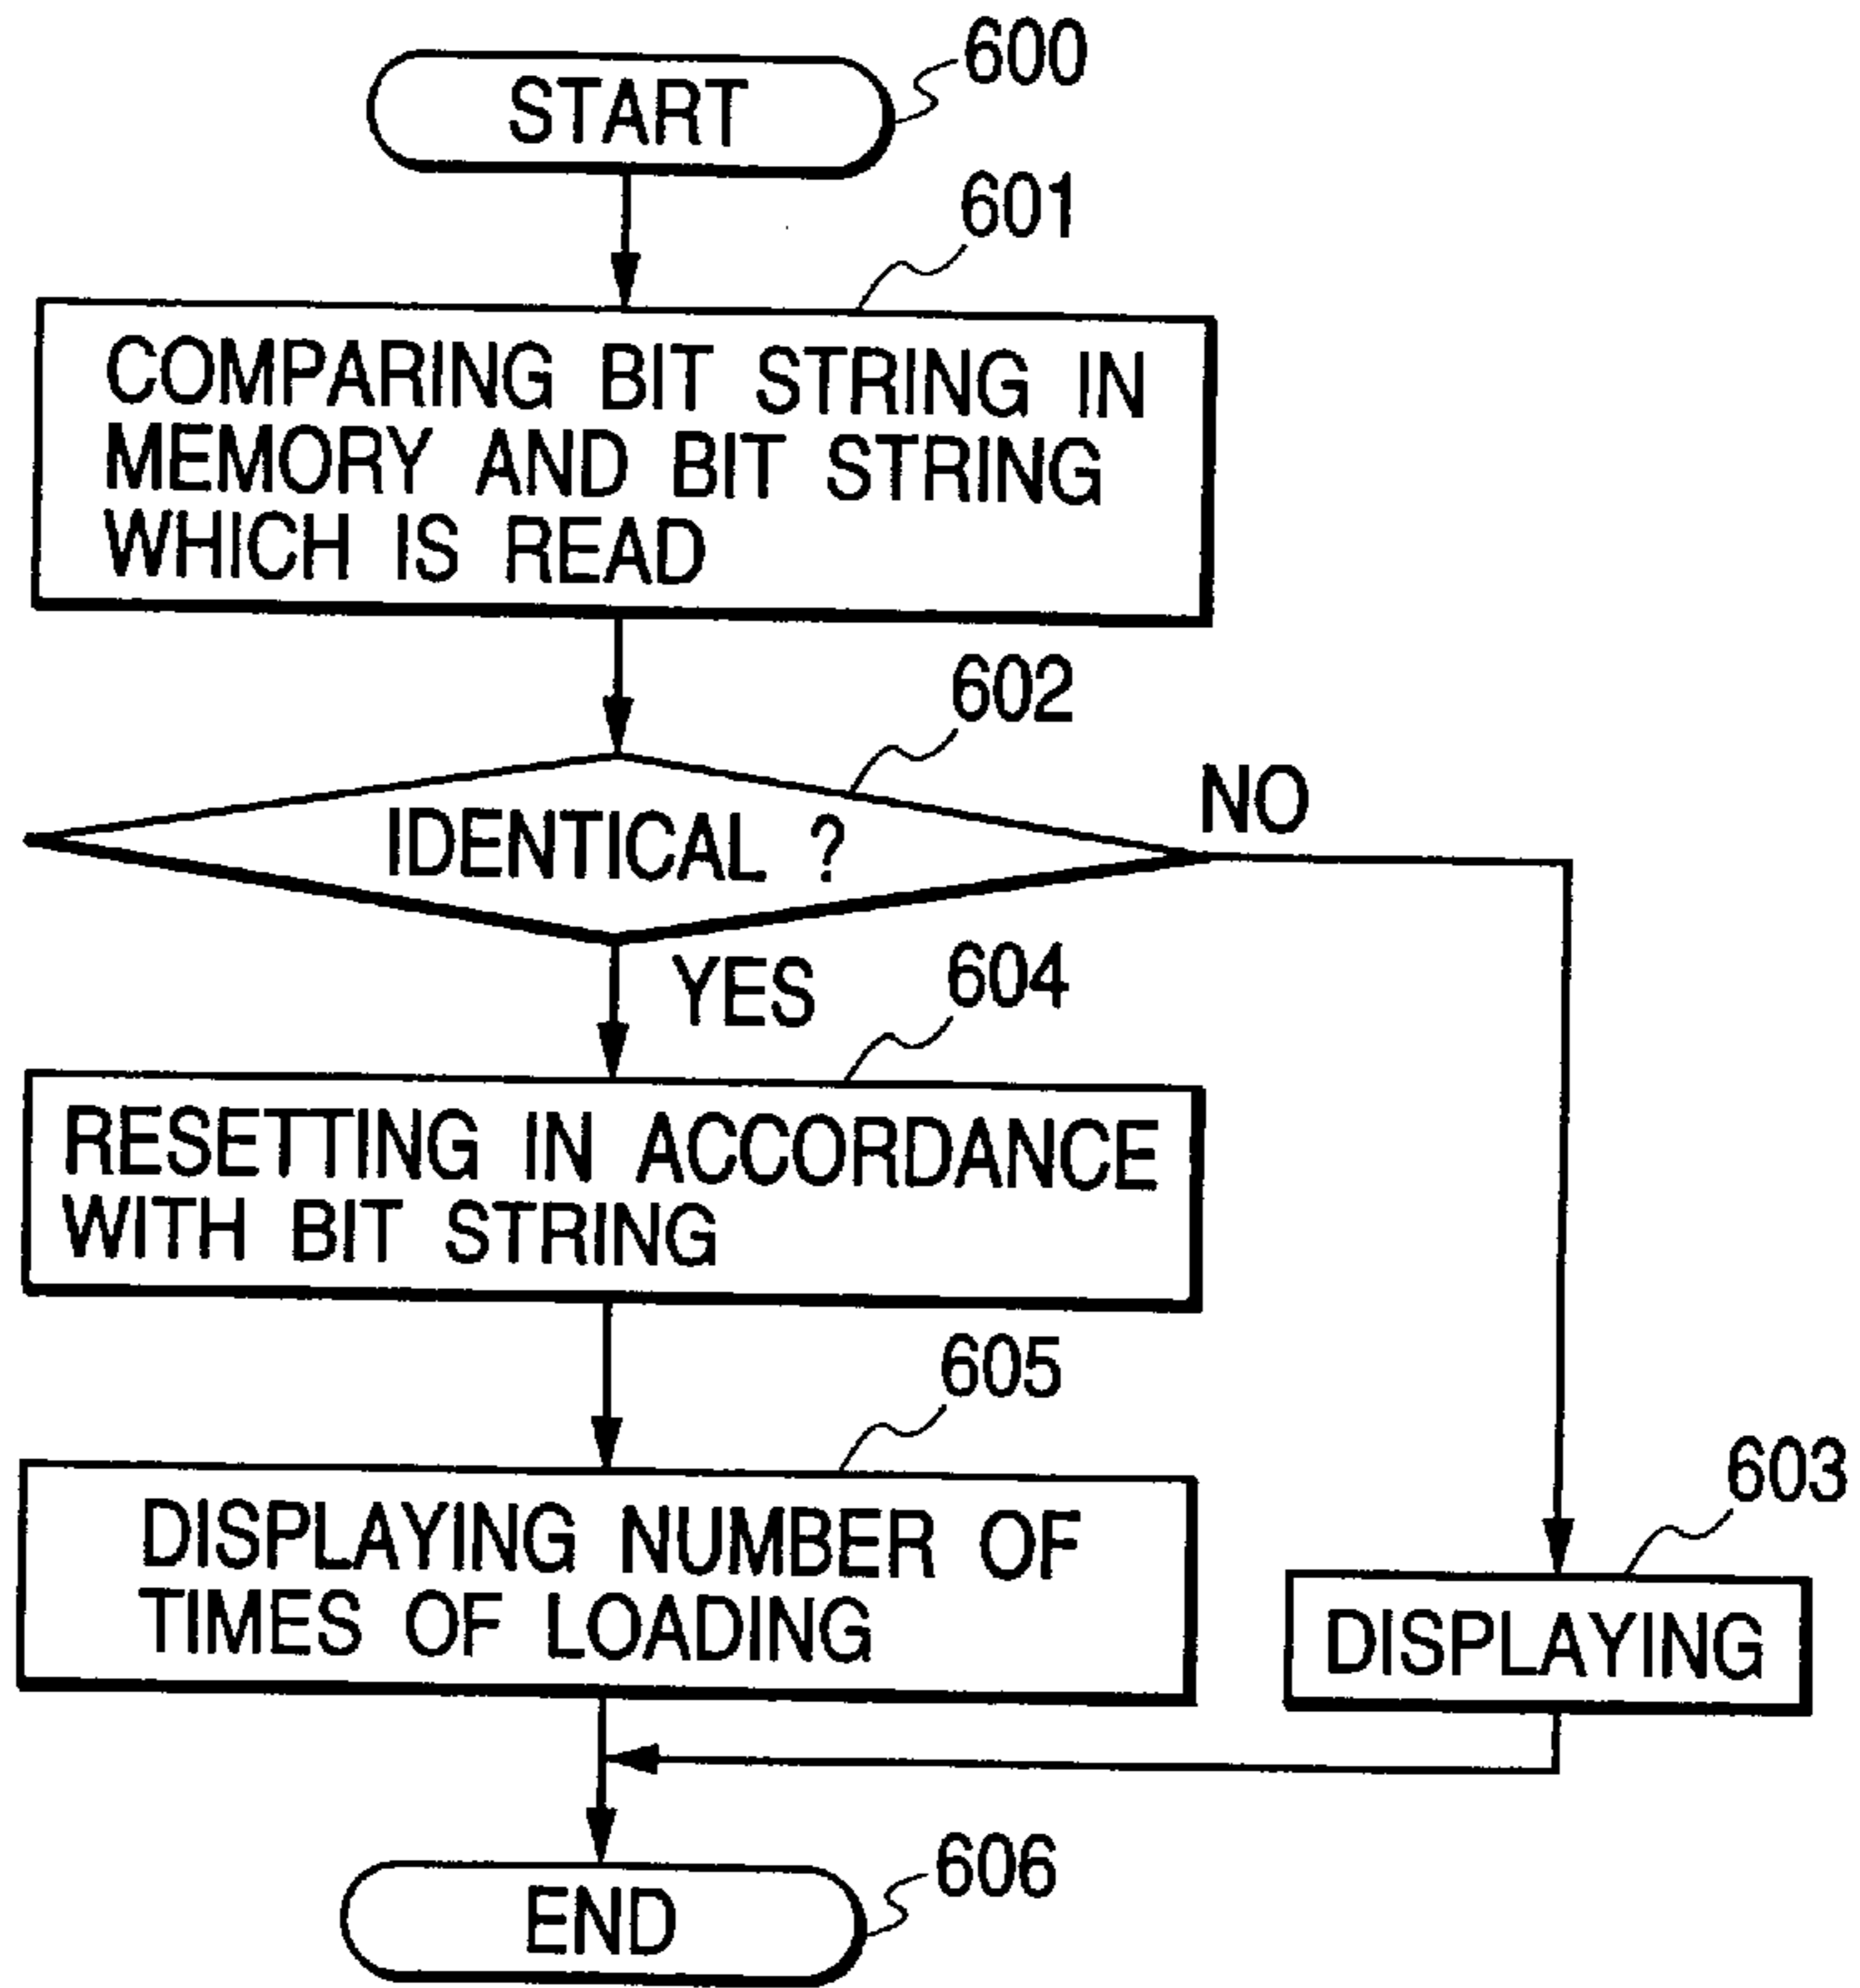 START
600
601
COMPARING BIT STRING IN
MEMORY AND BIT STRING
WHICH IS READ
602
IDENTICAL ?
NO
YES
604
RESETTING IN ACCORDANCE
WITH BIT STRING
605
DISPLAYING NUMBER OF
TIMES OF LOADING
603
DISPLAYING
END
606